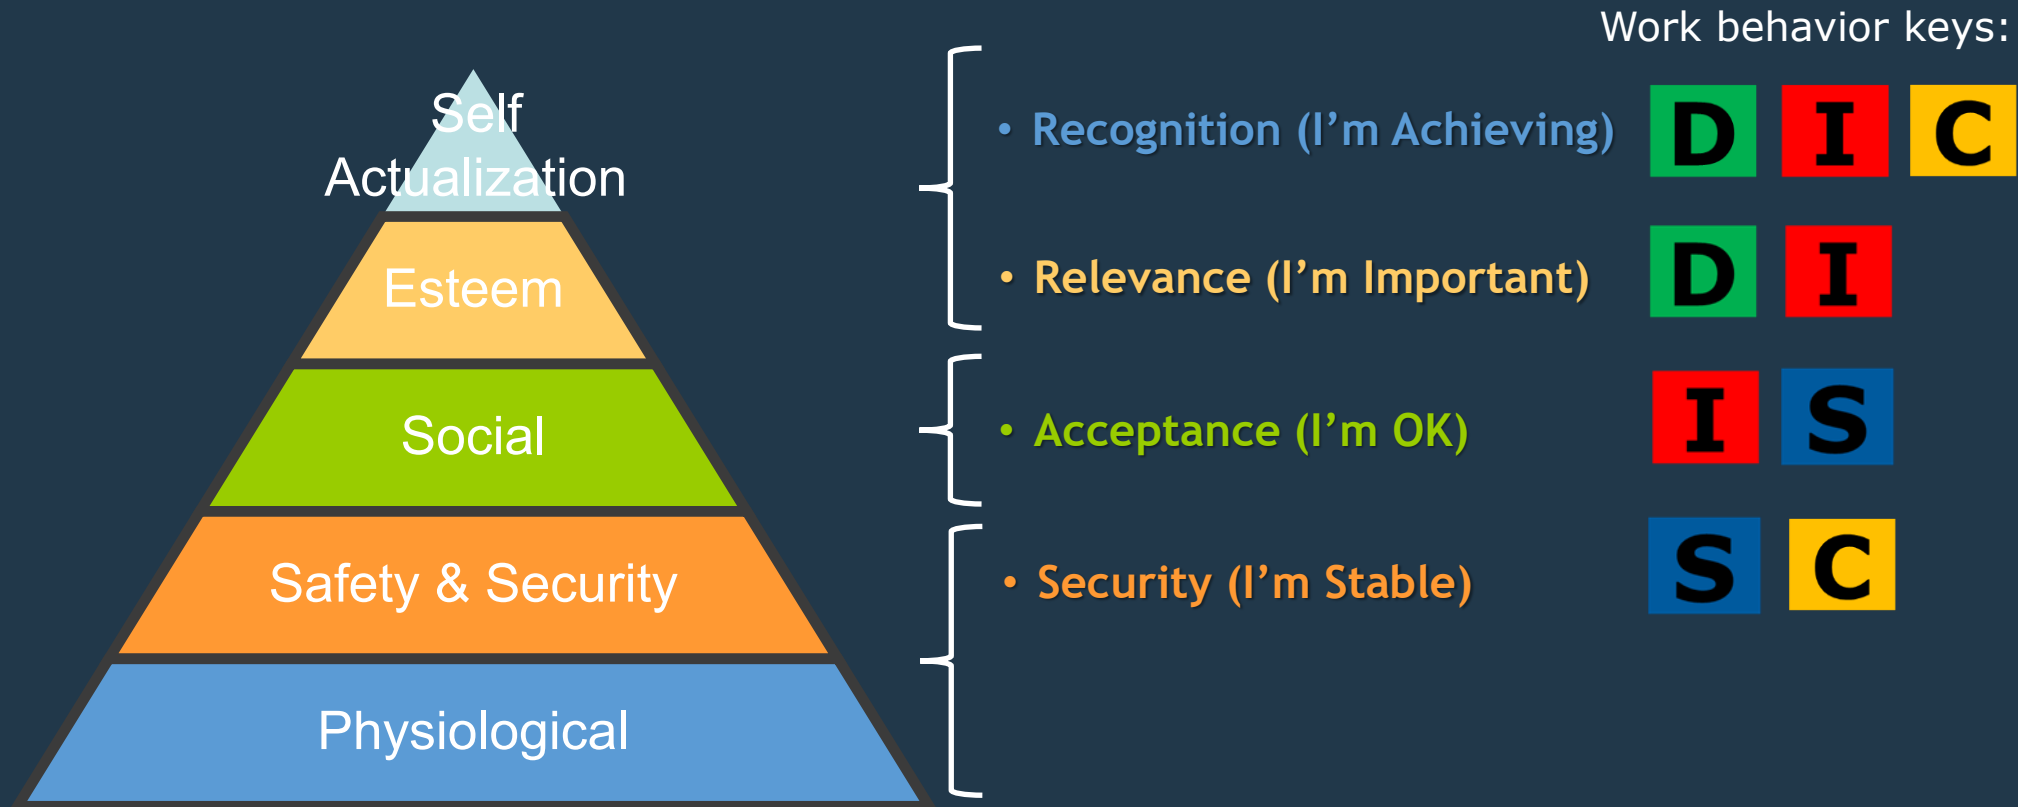 Work behavior keys:
Self
Actualization
Esteem
Social
Safety & Security
Physiological
• Recognition (I’m Achieving) D I C
• Relevance (I’m Important) D I
• Acceptance (I’m OK) I S
• Security (I’m Stable) S C